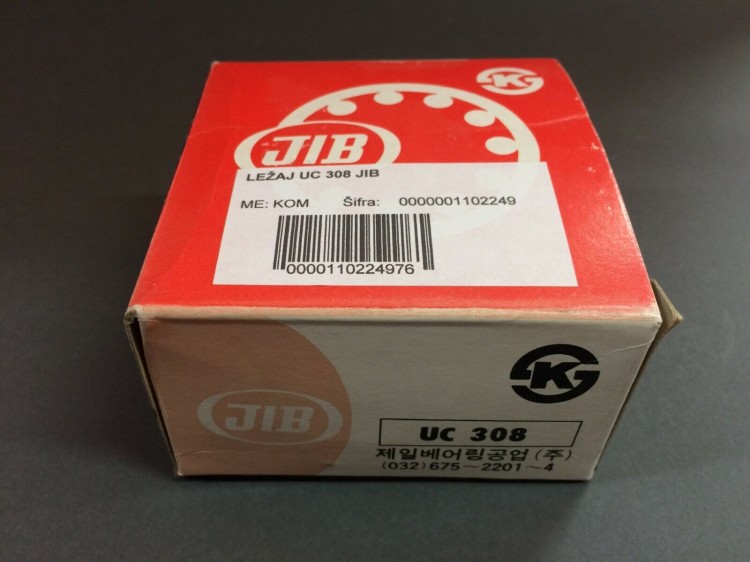 JIB
LEŽAJ UC 308 JIB
ME: KOM Šifra: 0000001102249
0000110224976
JIB
UC 308
제일베어링공업 (주)
(032) 675-2201~4